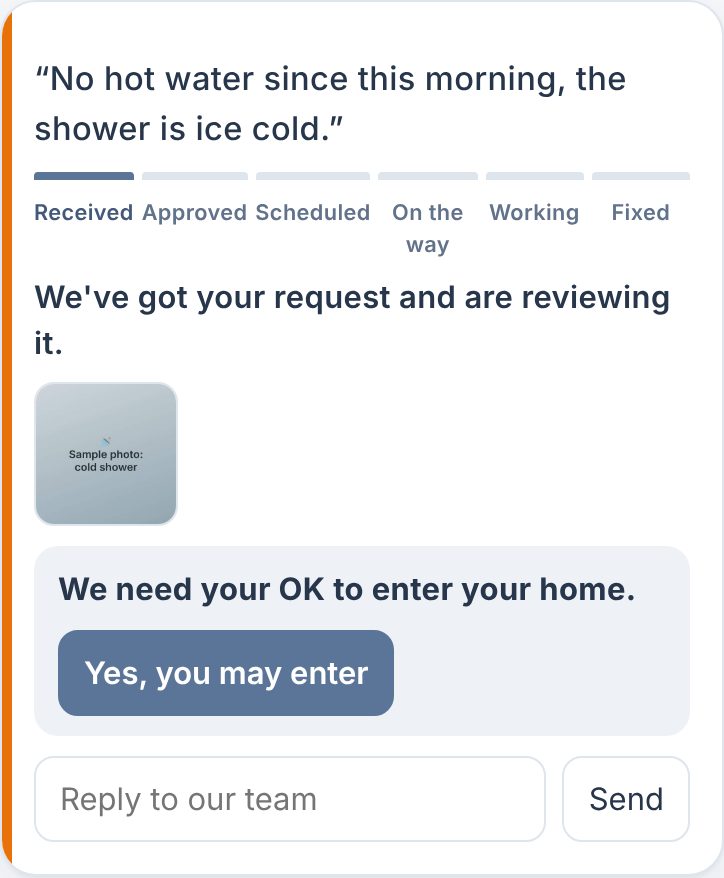 “No hot water since this morning, the
shower is ice cold.”
Received Approved Scheduled On the way Working Fixed
We've got your request and are reviewing
it.
Sample photo:
cold shower
We need your OK to enter your home.
Yes, you may enter
Reply to our team
Send